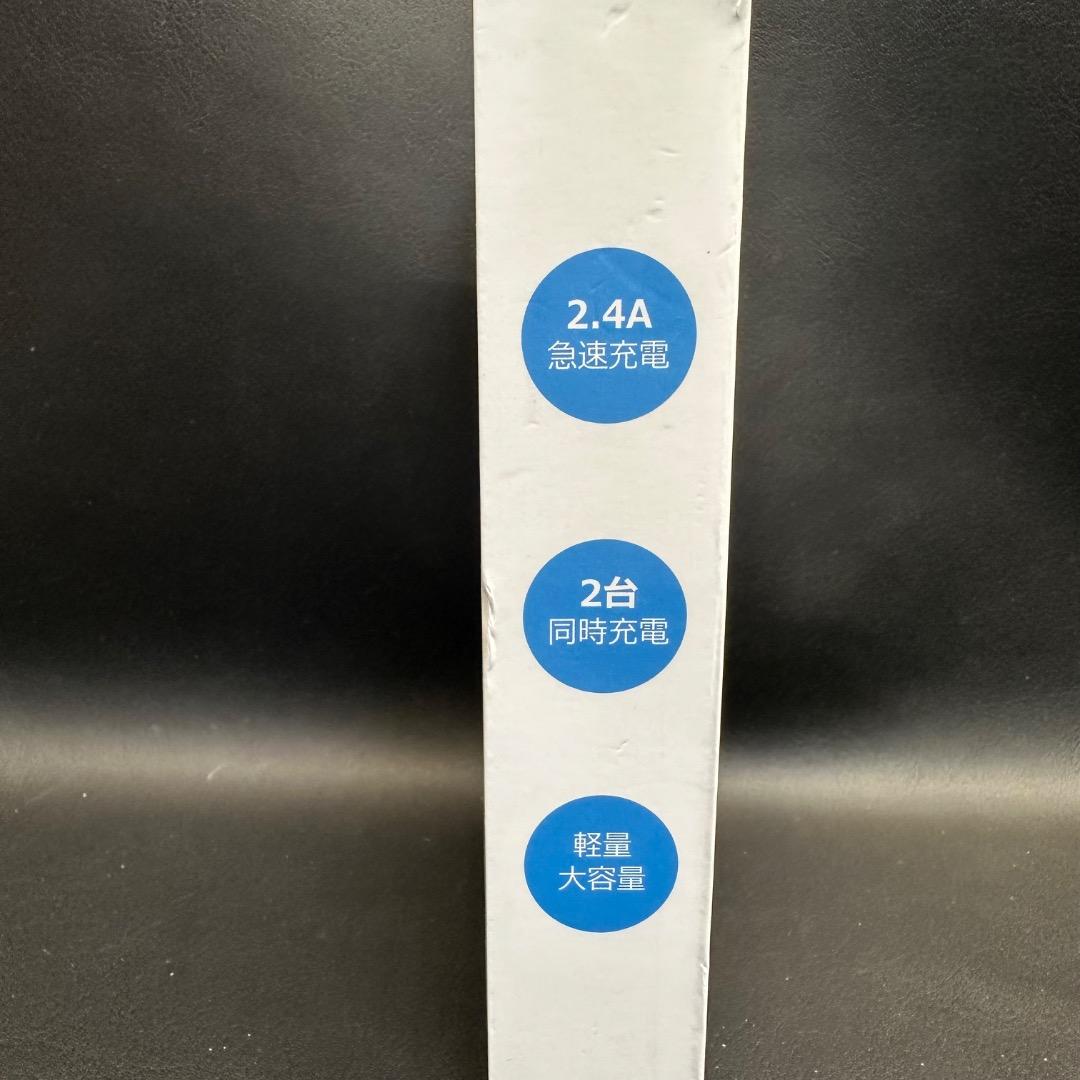 2.4A
急速充電
2台
同時充電
軽量
大容量